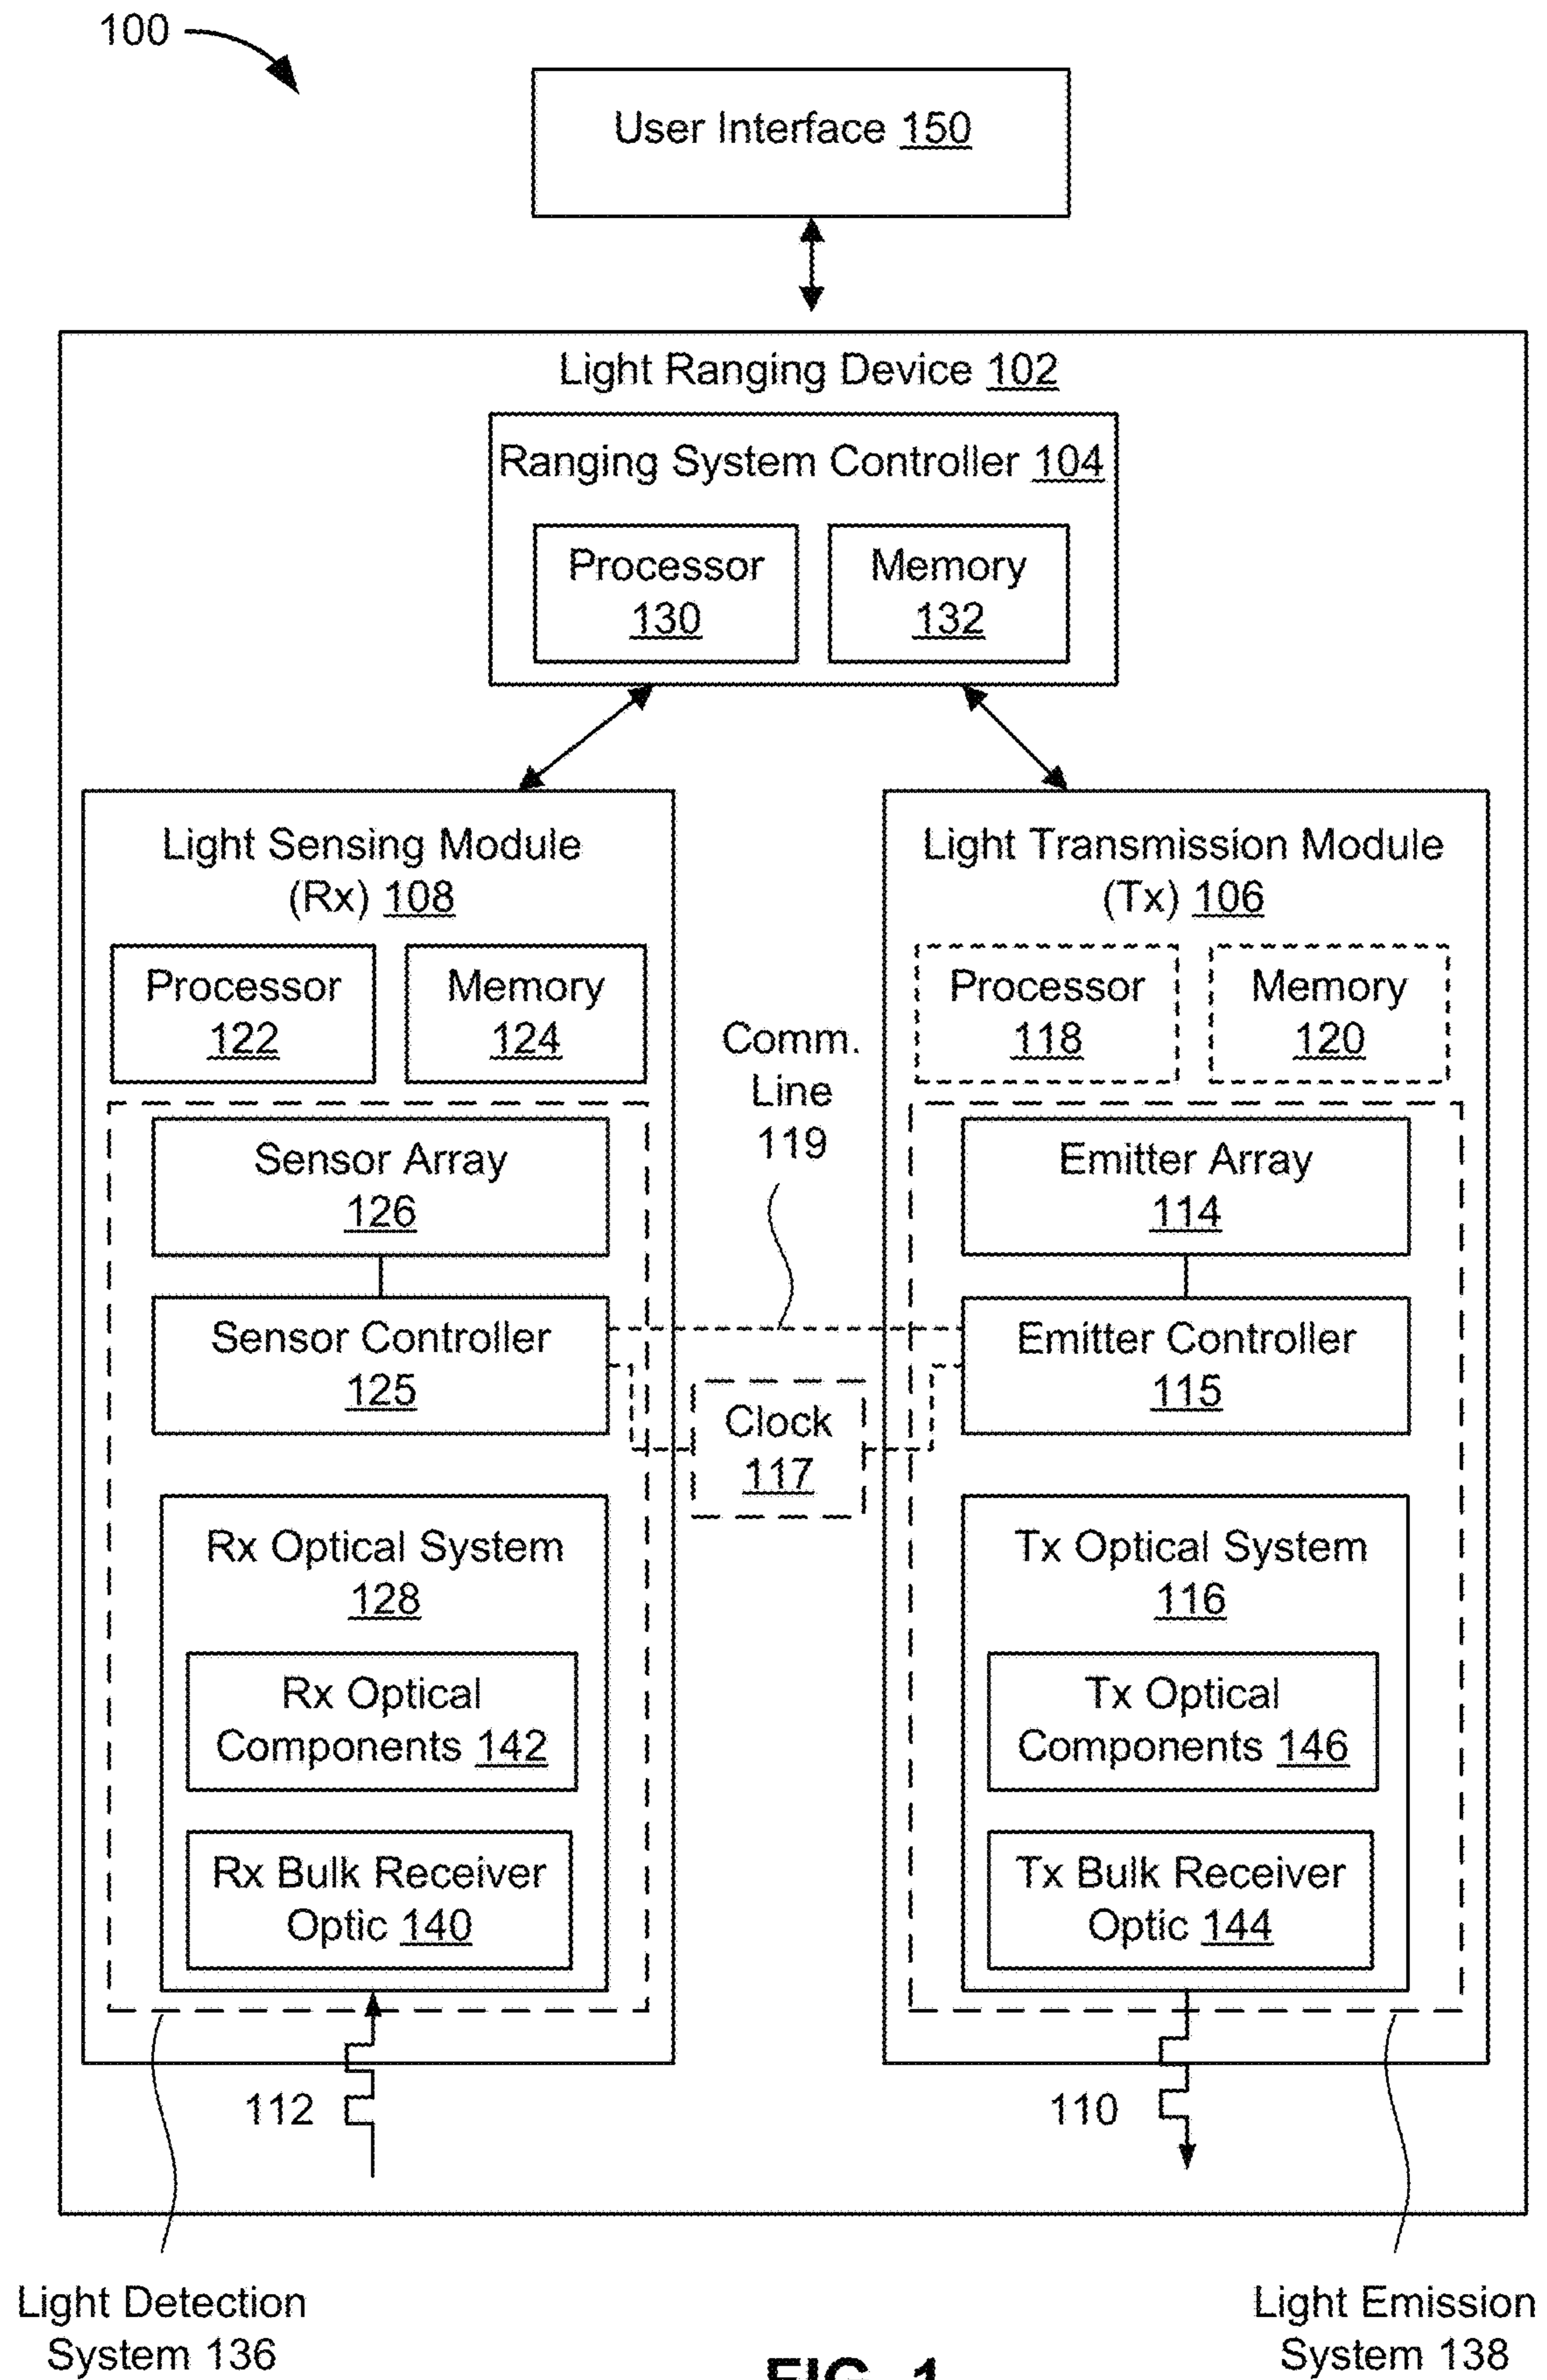 100
User Interface 150
Light Ranging Device 102
Ranging System Controller 104
Processor
130
Memory
132
Light Sensing Module
(Rx) 108
Processor
122
Memory
124
Sensor Array
126
Sensor Controller
125
Rx Optical System
128
Rx Optical
Components 142
Rx Bulk Receiver
Optic 140
112
Light Detection
System 136
Comm.
Line
119
Clock
117
Light Transmission Module
(Tx) 106
Processor
118
Memory
120
Emitter Array
114
Emitter Controller
115
Tx Optical System
116
Tx Optical
Components 146
Tx Bulk Receiver
Optic 144
110
Light Emission
System 138
FIG. 1